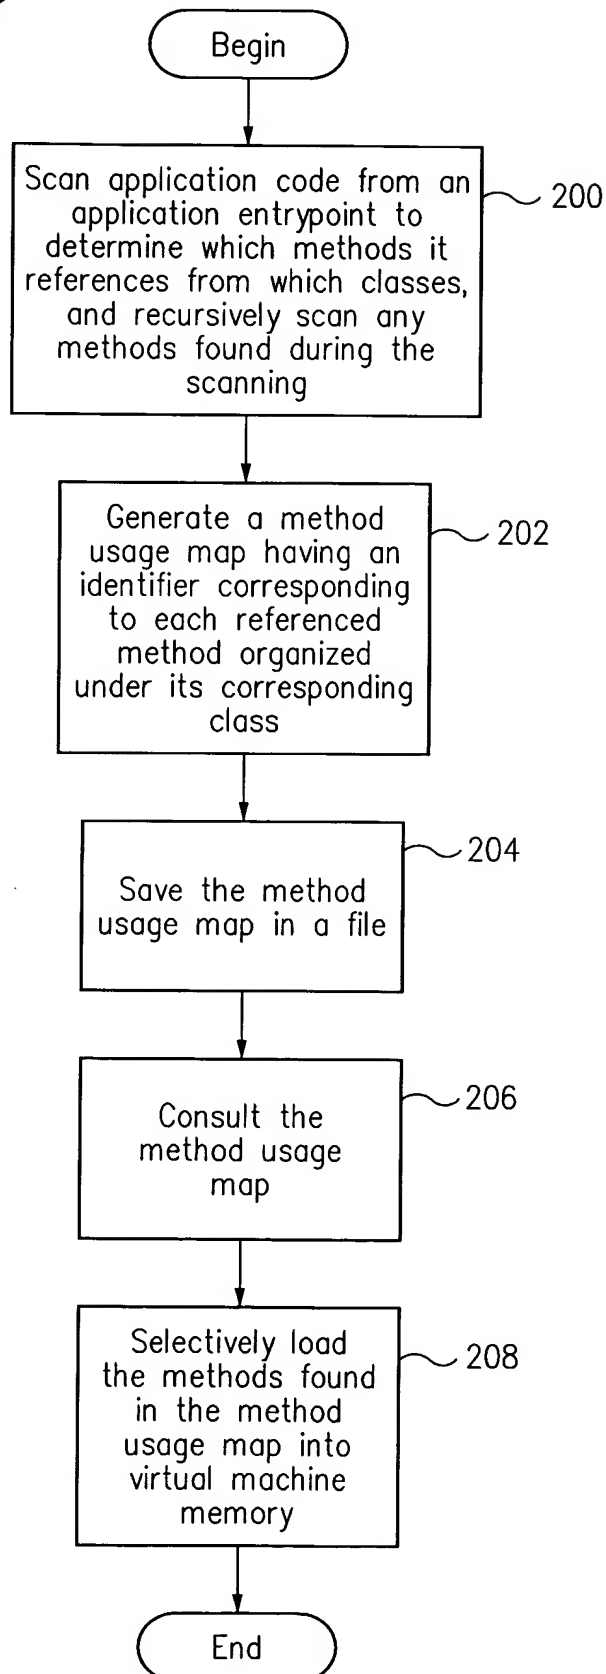 Begin
Scan application code from an
application entrypoint to
determine which methods it
references from which classes,
and recursively scan any
methods found during the
scanning
200
Generate a method
usage map having an
identifier corresponding
to each referenced
method organized
under its corresponding
class
202
Save the method
usage map in a file
204
Consult the
method usage
map
206
Selectively load
the methods found
in the method
usage map into
virtual machine
memory
208
End